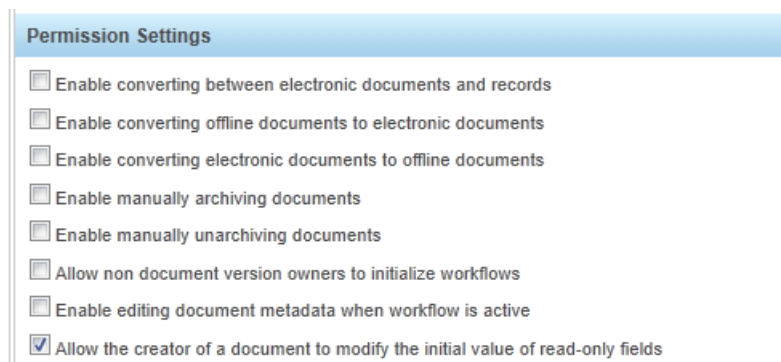 Permission Settings
Enable converting between electronic documents and records
Enable converting offline documents to electronic documents
Enable converting electronic documents to offline documents
Enable manually archiving documents
Enable manually unarchiving documents
Allow non document version owners to initialize workflows
Enable editing document metadata when workflow is active
Allow the creator of a document to modify the initial value of read-only fields